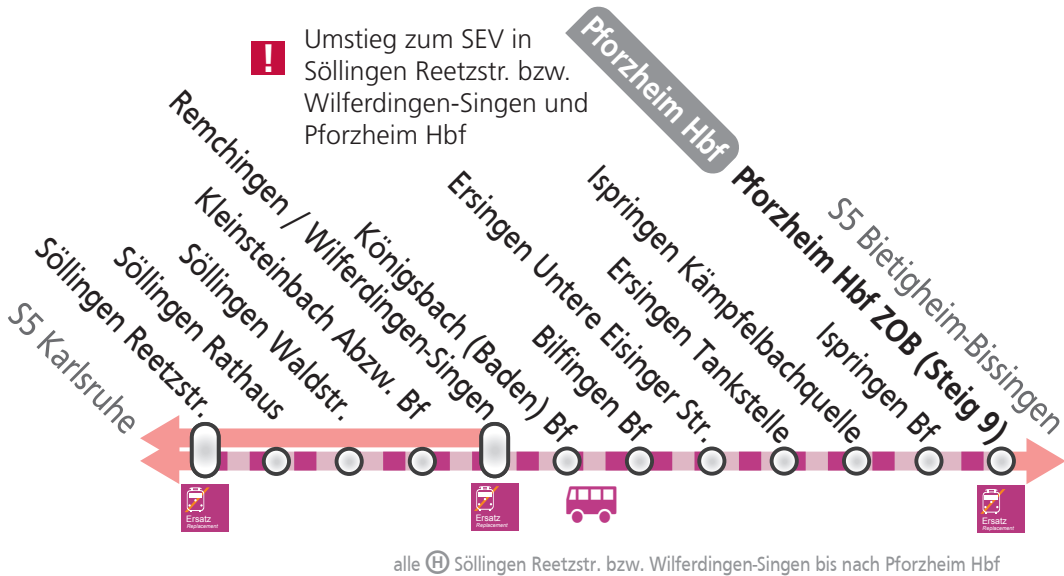 !
Umstieg zum SEV in
Söllingen Reetzstr. bzw.
Wilferdingen-Singen und
Pforzheim Hbf
S5 Karlsruhe
Söllingen Reetzstr.
Söllingen Rathaus
Söllingen Waldstr.
Kleinsteinbach Abzw. Bf
Remchingen / Wilferdingen-Singen
Königsbach (Baden) Bf
Bilfingen Bf
Ersingen Untere Eisinger Str.
Ersingen Tankstelle
Ispringen Kämpfelbachquelle
Ispringen Bf
Pforzheim Hbf
Pforzheim Hbf ZOB (Steig 9)
S5 Bietigheim-Bissingen
Ersatz
Replacement
Ersatz
Replacement
Ersatz
Replacement
alle H Söllingen Reetzstr. bzw. Wilferdingen-Singen bis nach Pforzheim Hbf